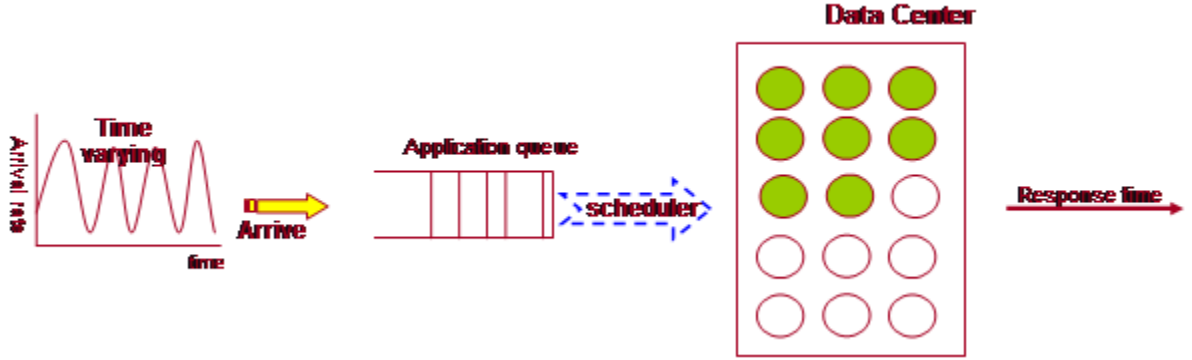 Data Center
Time
varying
Arrival rate
time
Arrive
Application queue
scheduler
Response time